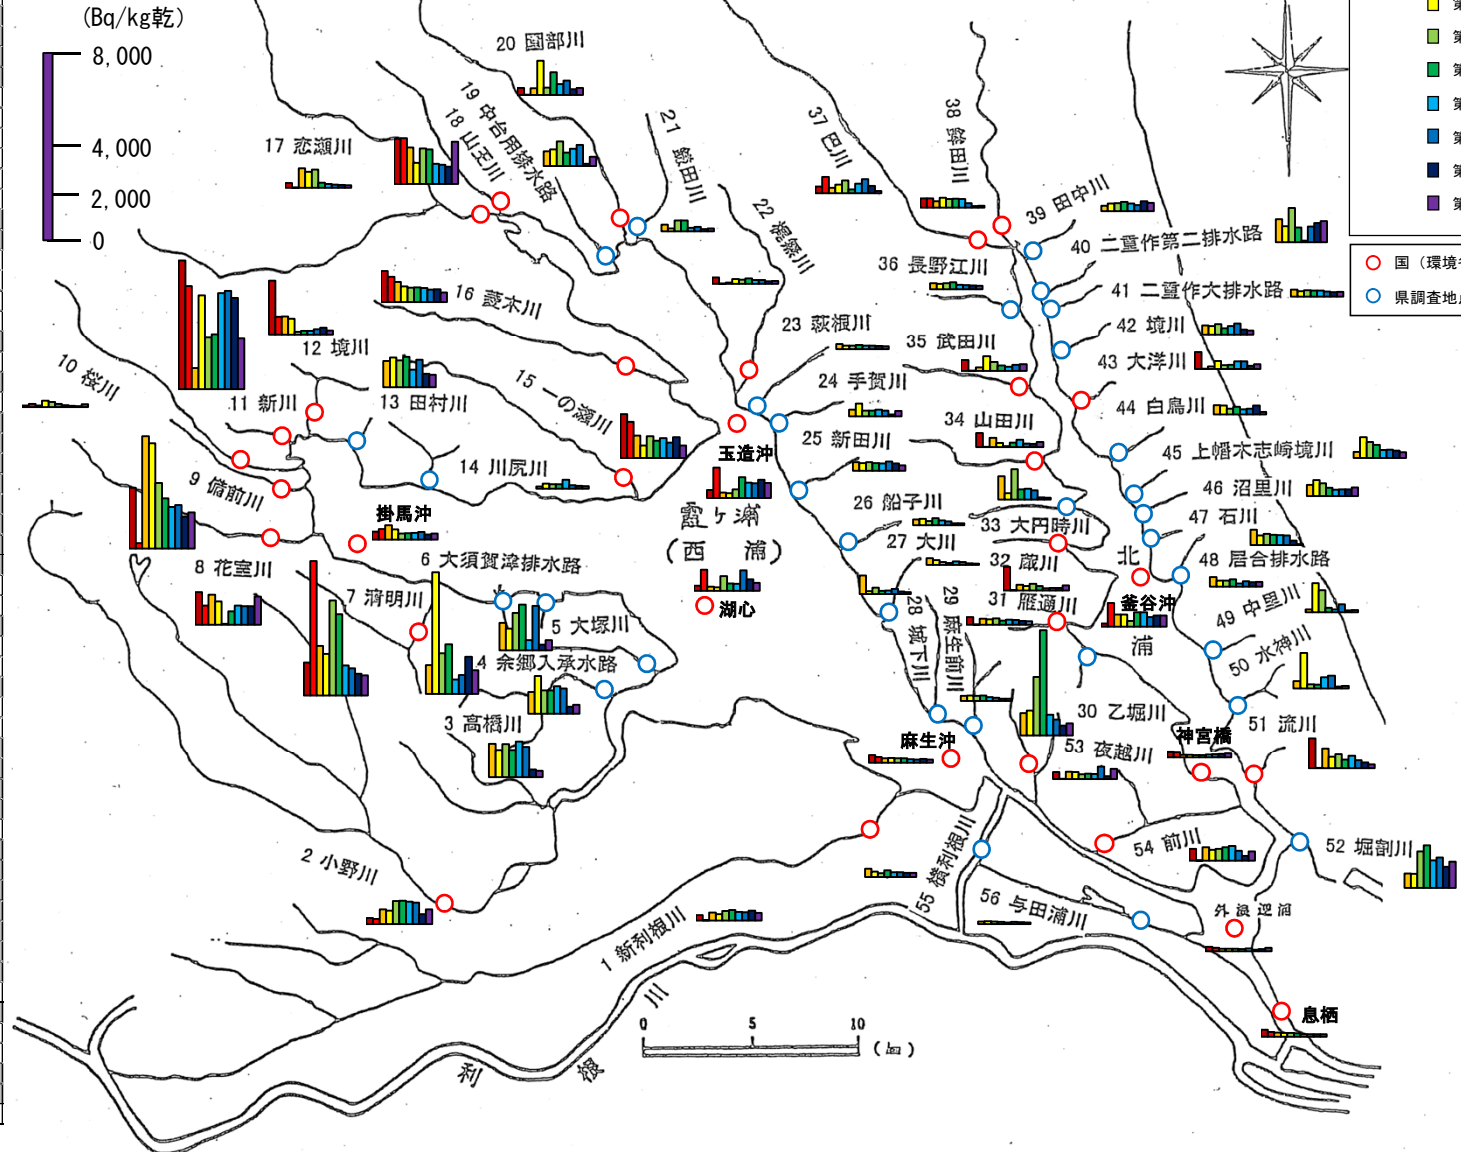 (Bq/kg乾)
8,000
4,000
2,000
0
20 園部川
19 中台用排水路
18 山王川
17 恋瀬川
21 鎌田川
22 梶無川
37 巴川
38 鉾田川
39 田中川
40 二重作第二排水路
36 長野江川
41 二重作大排水路
16 菱木川
12 境川
10 桜川
11 新川
13 田村川
15 一の瀬川
23 萩根川
35 武田川
42 境川
43 大洋川
24 手賀川
44 白鳥川
34 山田川
25 新田川
45 上幡木志崎境川
玉造沖
14 川尻川
9 備前川
46 沼里川
霞ケ浦
(西 浦)
26 船子川
33 大円時川
47 石川
掛馬沖
27 大川
32 蔵川
北
48 居合排水路
8 花室川
6 大須賀津排水路
7 清明川
湖心
28 城下川
29 麻生前川
31 雁通川
釜谷沖
浦
49 中里川
5 大塚川
50 水神川
4 余郷入承水路
3 高橋川
30 乙堀川
51 流川
麻生沖
53 夜越川
神宮橋
2 小野川
54 前川
52 堀割川
55 横利根川
56 与田浦川
外浪逆浦
1 新利根川
利根川
息栖
0
5
10
(㎞)
国（環境
県調査地
第
第
第
第
第
第
第